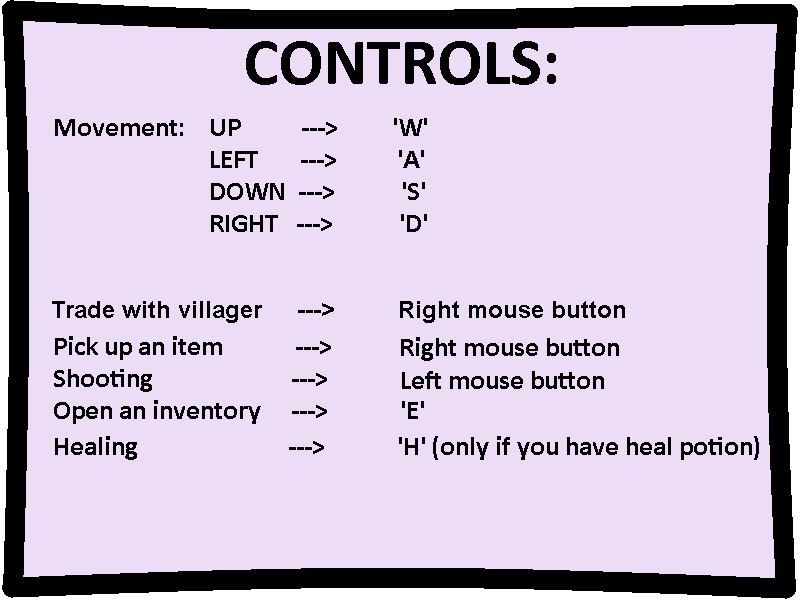 CONTROLS:
Movement: UP ---> 'W'
LEFT ---> 'A'
DOWN ---> 'S'
RIGHT ---> 'D'
Trade with villager ---> Right mouse button
Pick up an item ---> Right mouse button
Shooting ---> Left mouse button
Open an inventory ---> 'E'
Healing ---> 'H' (only if you have heal potion)